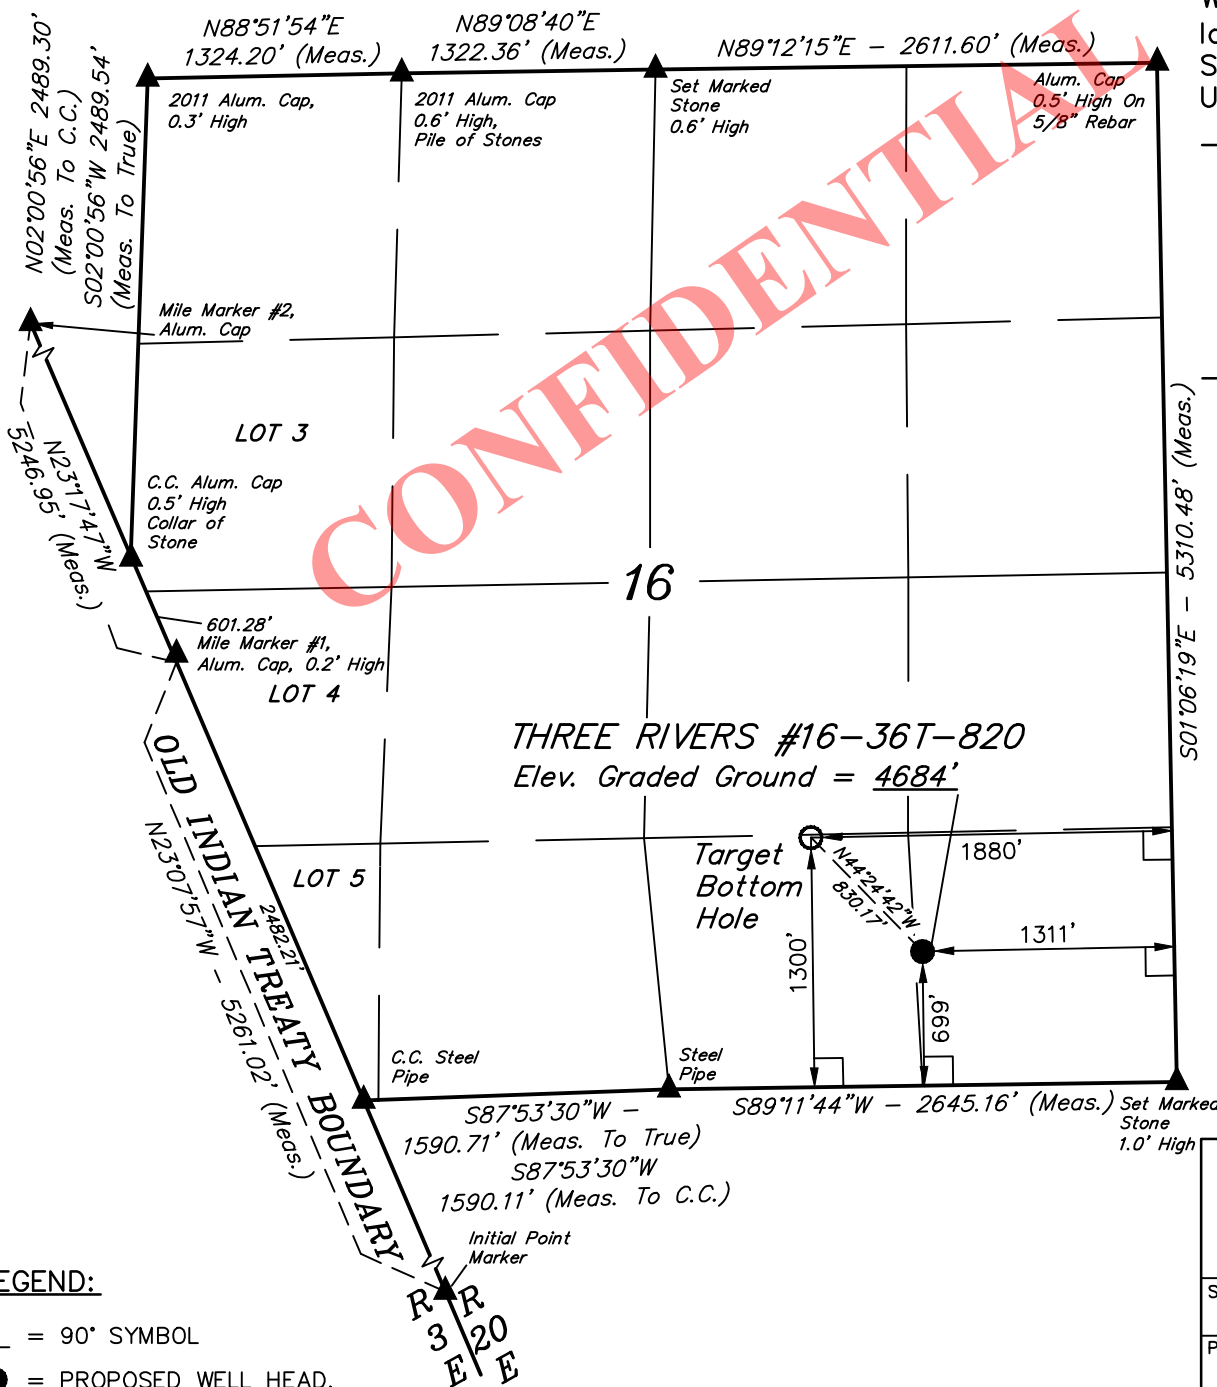 N88°51'54"E
1324.20' (Meas.)
N89°08'40"E
1322.36' (Meas.)
N89°12'15"E - 2611.60' (Meas.)
N02°00'56"E 2489.30'
(Meas. To C.C.)
S02°00'56"W 2489.54'
(Meas. To True)
2011 Alum. Cap,
0.3' High
2011 Alum. Cap
0.6' High,
Pile of Stones
Set Marked
Stone
0.6' High
Alum. Cap
0.5' High On
5/8" Rebar
CONFIDENTIAL
Mile Marker #2,
Alum. Cap
LOT 3
N23°17'47"W
5246.95' (Meas.)
C.C. Alum. Cap
0.5' High
Collar of
Stone
16
S01°06'19"E - 5310.48' (Meas.)
601.28'
Mile Marker #1,
Alum. Cap, 0.2' High
LOT 4
THREE RIVERS #16-36T-820
Elev. Graded Ground = 4684'
OLD INDIAN TREATY BOUNDARY
N23°07'57"W - 5261.02' (Meas.)
LOT 5
2482.21'
Target
Bottom
Hole
N44°24'42"W
830.17'
1880'
1311'
1300'
699'
C.C. Steel
Pipe
Steel
Pipe
S87°53'30"W -
1590.71' (Meas. To True)
S87°53'30"W
1590.11' (Meas. To C.C.)
S89°11'44"W - 2645.16' (Meas.)
Set Marked
Stone
1.0' High
Initial Point
Marker
R R
3 20
E E
EGEND:
= 90° SYMBOL
= PROPOSED WELL HEAD.
S
P